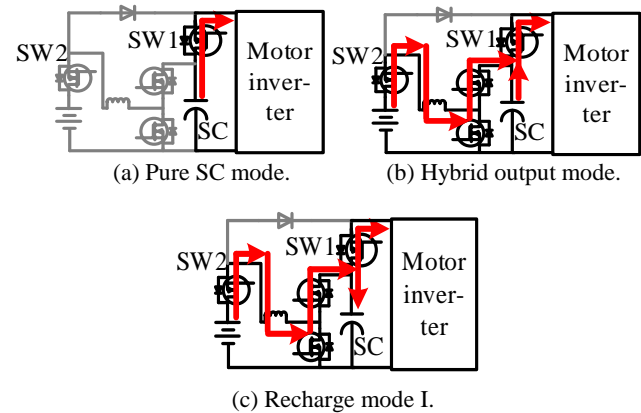 SW1
SW2
Motor
inver-
ter
SC
(a) Pure SC mode.
SW1
SW2
Motor
inver-
ter
SC
(b) Hybrid output mode.
SW1
SW2
Motor
inver-
ter
SC
(c) Recharge mode I.